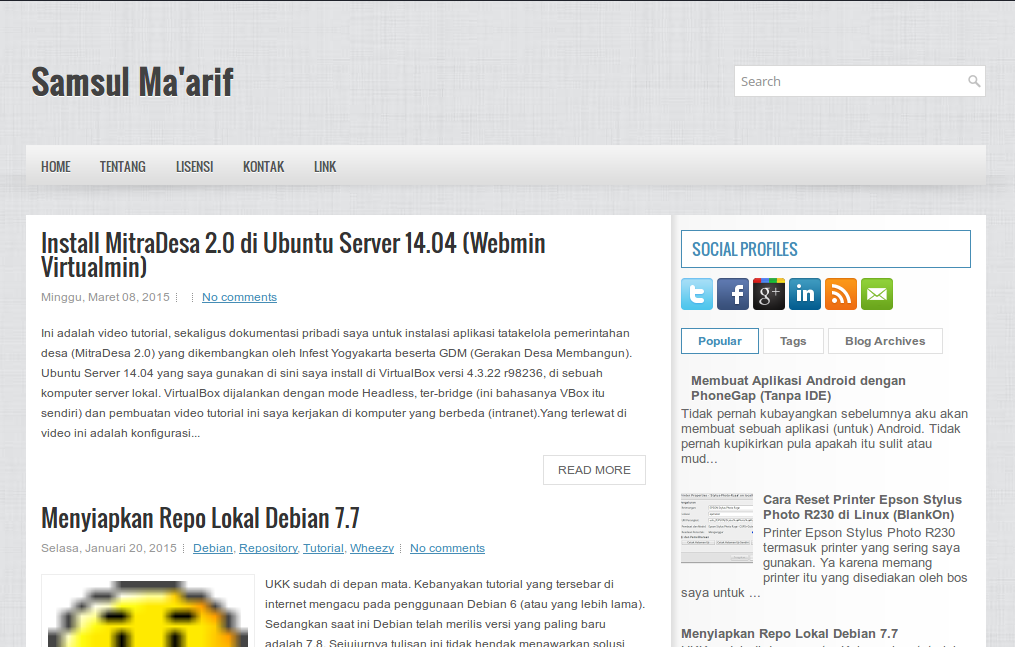 Samsul Ma'arif
Search
HOME TENTANG LISENSI KONTAK LINK
Install MitraDesa 2.0 di Ubuntu Server 14.04 (Webmin
Virtualmin)
Minggu, Maret 08, 2015 No comments
Ini adalah video tutorial, sekaligus dokumentasi pribadi saya untuk instalasi aplikasi tatakelola pemerintahan
desa (MitraDesa 2.0) yang dikembangkan oleh Infest Yogyakarta beserta GDM (Gerakan Desa Membangun).
Ubuntu Server 14.04 yang saya gunakan di sini saya install di VirtualBox versi 4.3.22 r98236, di sebuah
komputer server lokal. VirtualBox dijalankan dengan mode Headless, ter-bridge (ini bahasanya VBox itu
sendiri) dan pembuatan video tutorial ini saya kerjakan di komputer yang berbeda (intranet).Yang terlewat di
video ini adalah konfigurasi...
READ MORE
Menyiapkan Repo Lokal Debian 7.7
Selasa, Januari 20, 2015 Debian, Repository, Tutorial, Wheezy No comments
UKK sudah di depan mata. Kebanyakan tutorial yang tersebar di
internet mengacu pada penggunaan Debian 6 (atau yang lebih lama).
Sedangkan saat ini Debian telah merilis versi yang paling baru
adalah 7.8. Sejujurnya tulisan ini tidak hendak menawarkan solusi
SOCIAL PROFILES
Popular Tags Blog Archives
Membuat Aplikasi Android dengan
PhoneGap (Tanpa IDE)
Tidak pernah kubayangkan sebelumnya aku akan
membuat sebuah aplikasi (untuk) Android. Tidak
pernah kupikirkan pula apakah itu sulit atau
mud...
Cara Reset Printer Epson Stylus
Photo R230 di Linux (BlankOn)
Printer Epson Stylus Photo R230
termasuk printer yang sering saya
gunakan. Ya karena memang
printer itu yang disediakan oleh bos
saya untuk ...
Menyiapkan Repo Lokal Debian 7.7